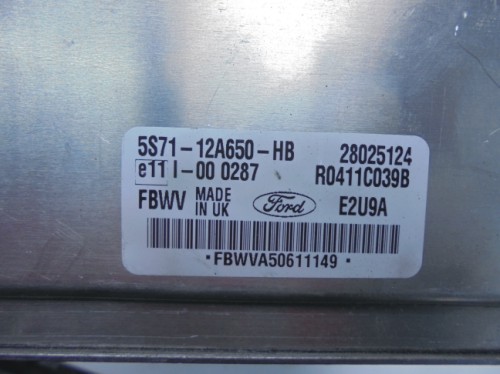 5S71-12A650-HB 28025124
e11 I-00 0287 R0411C039B
FBWV MADE IN UK Ford E2U9A
*FBWVA50611149*